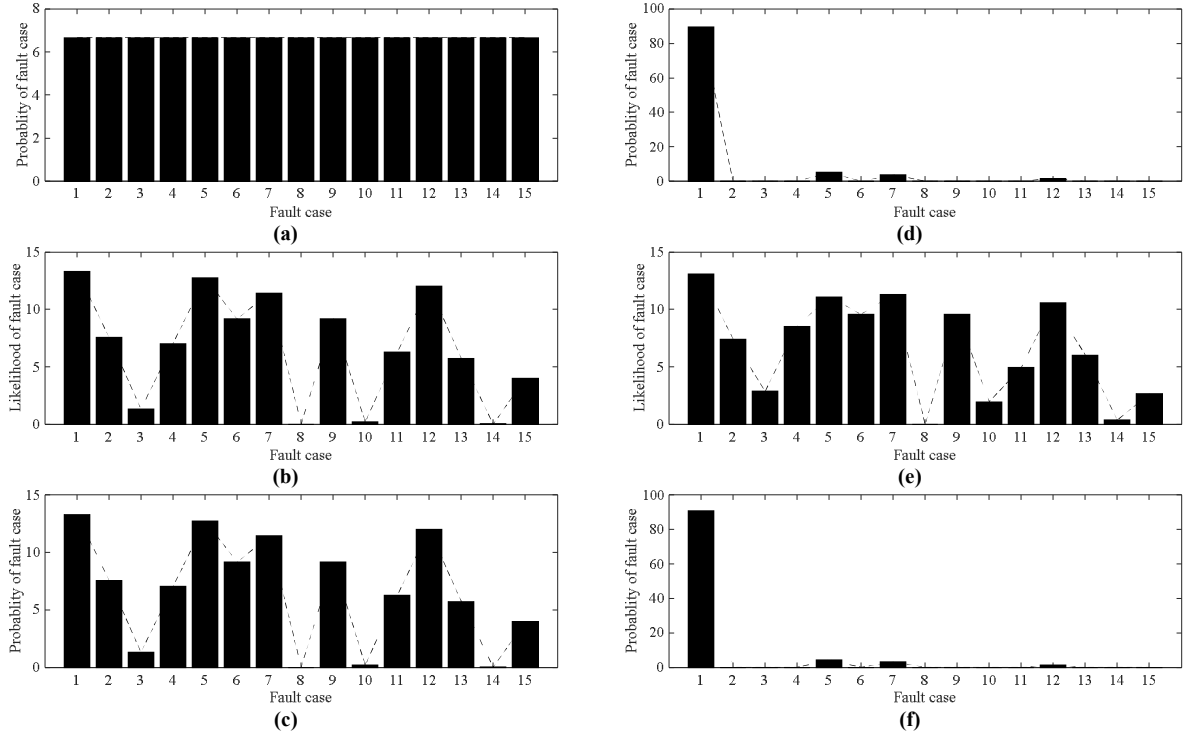 Probablity of fault case
8
6
4
2
0
1 2 3 4 5 6 7 8 9 10 11 12 13 14 15
Fault case
(a)
Likelihood of fault case
15
10
5
0
1 2 3 4 5 6 7 8 9 10 11 12 13 14 15
Fault case
(b)
Probablity of fault case
15
10
5
0
1 2 3 4 5 6 7 8 9 10 11 12 13 14 15
Fault case
(c)
Probablity of fault case
100
80
60
40
20
0
1 2 3 4 5 6 7 8 9 10 11 12 13 14 15
Fault case
(d)
Likelihood of fault case
15
10
5
0
1 2 3 4 5 6 7 8 9 10 11 12 13 14 15
Fault case
(e)
Probablity of fault case
100
80
60
40
20
0
1 2 3 4 5 6 7 8 9 10 11 12 13 14 15
Fault case
(f)